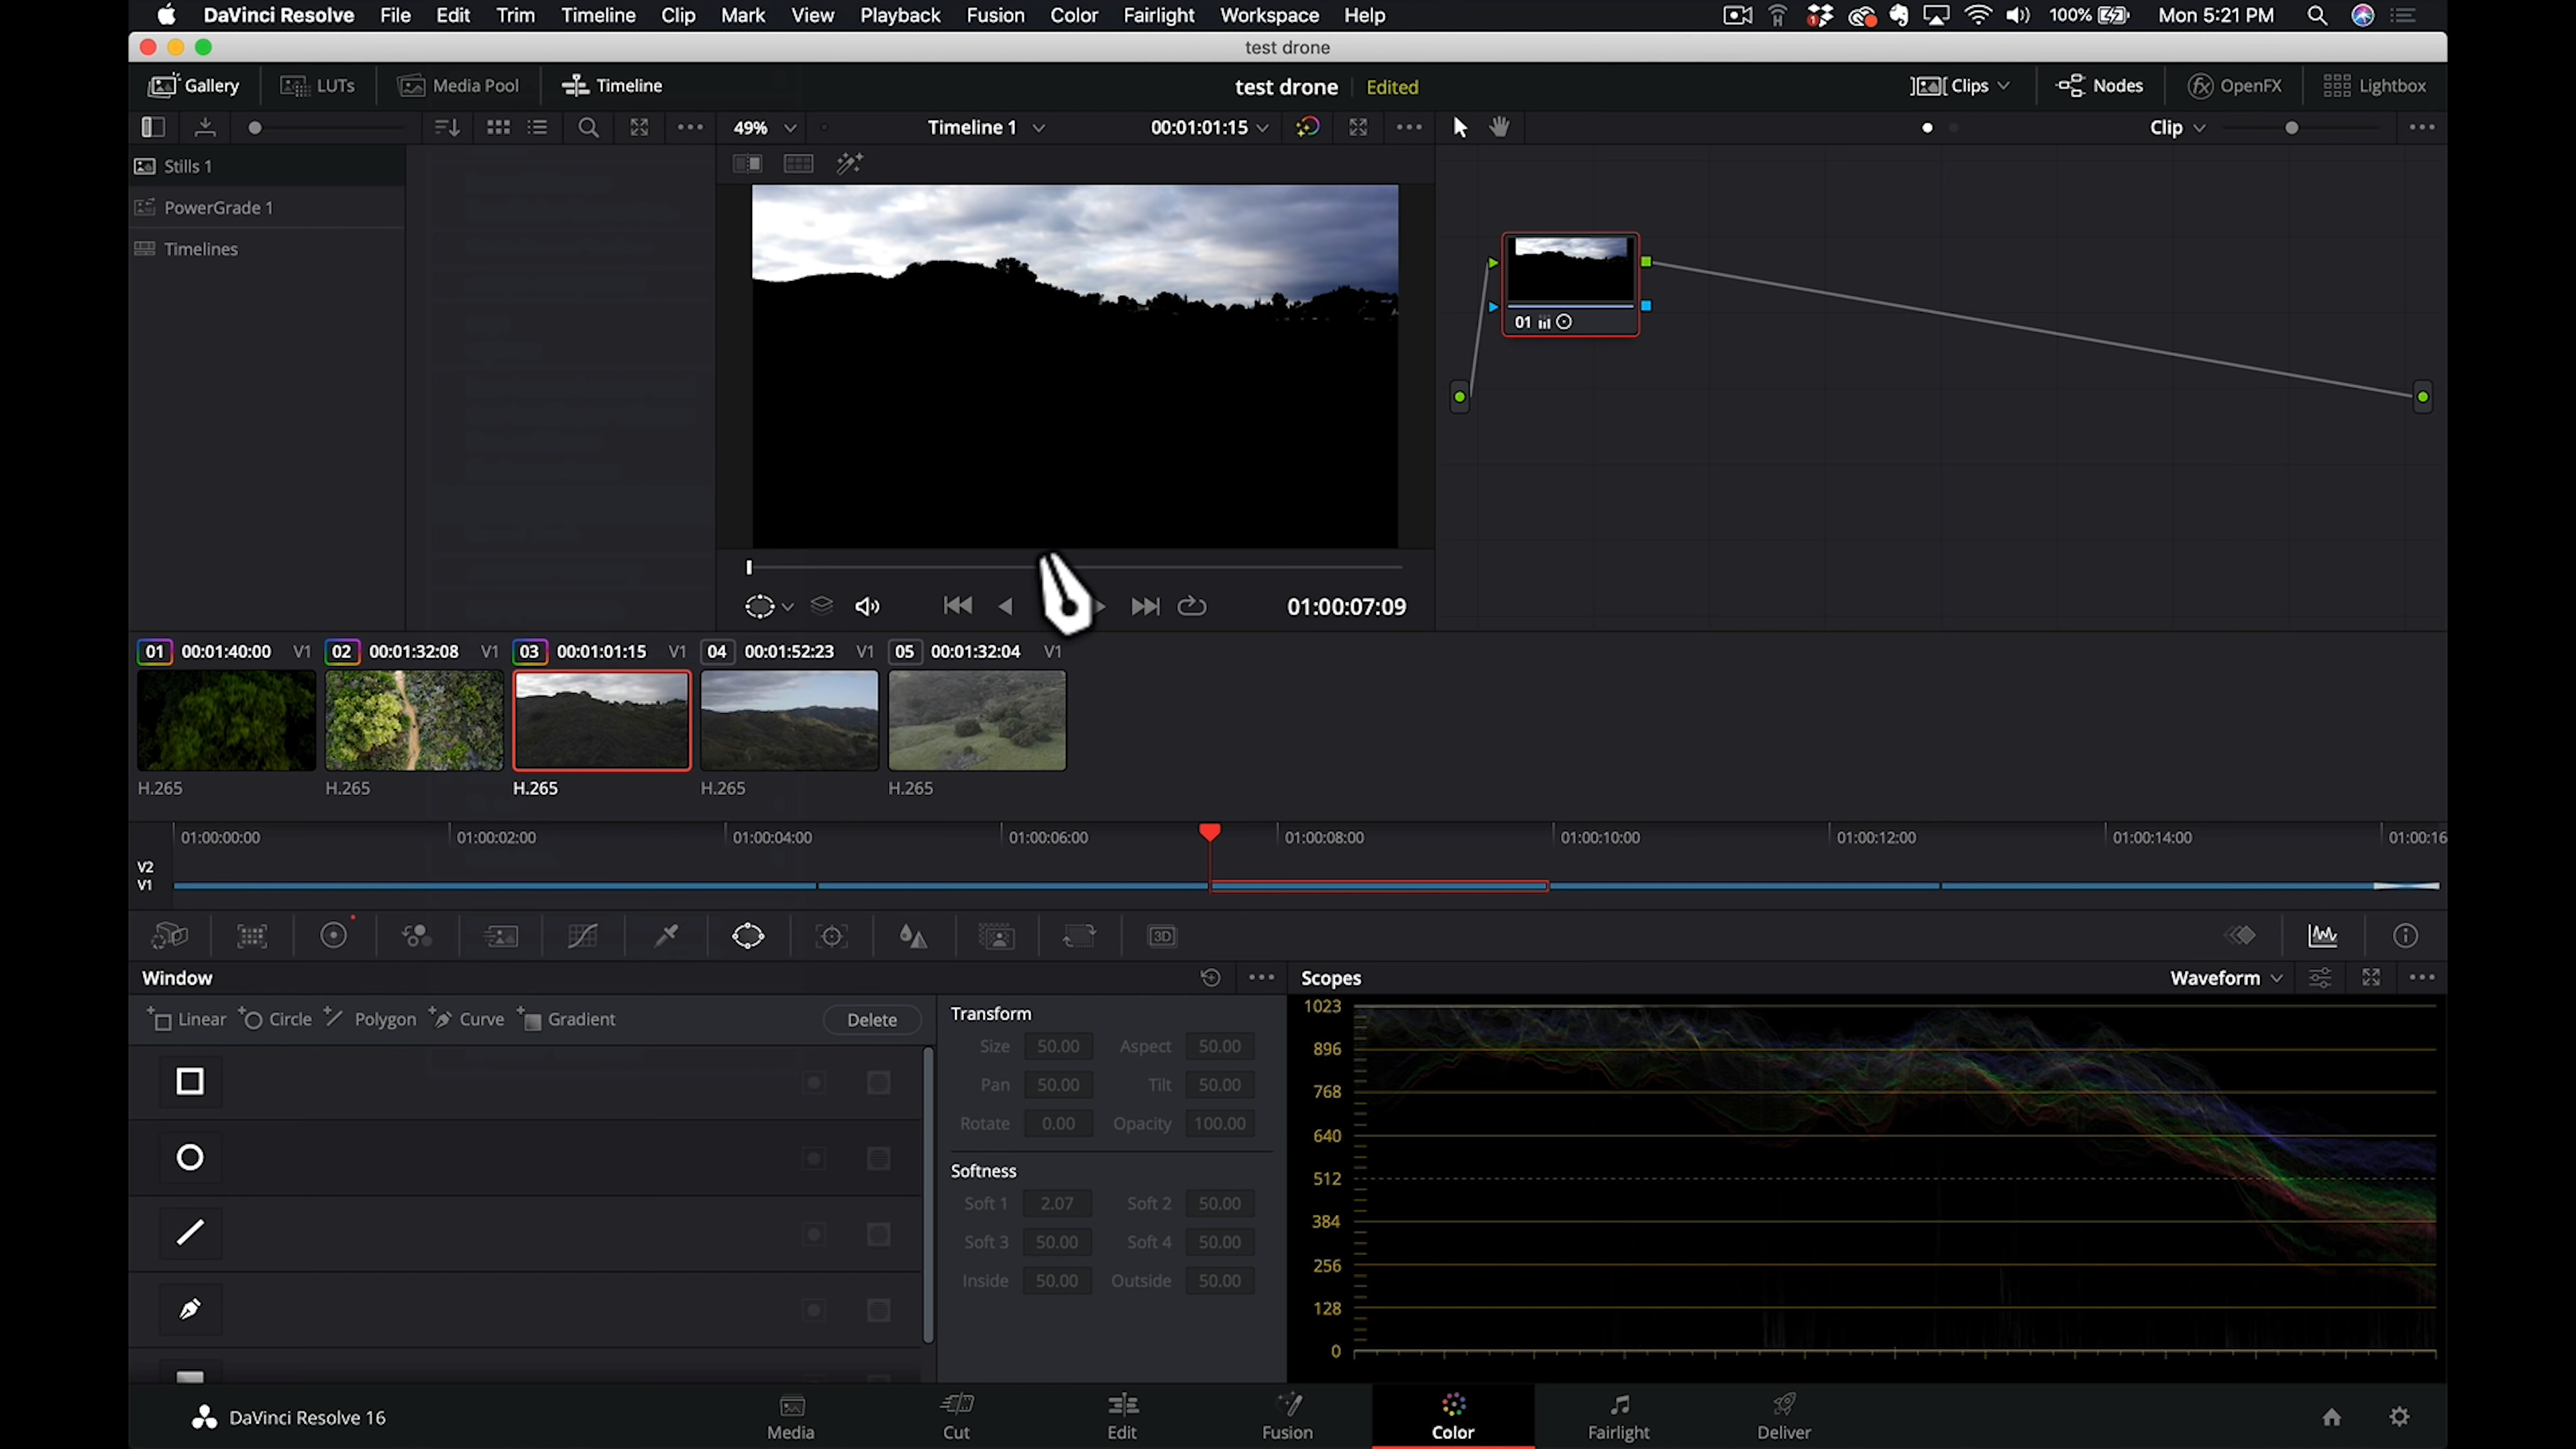 DaVinci Resolve File Edit Trim Timeline Clip Mark View Playback Fusion Color Fairlight Workspace Help 1 100% Mon 5:21 PM
test drone
Gallery LUTs Media Pool Timeline test drone Edited Clips Nodes OpenFX Lightbox
49% Timeline 1 00:01:01:15 Clip
Stills 1
PowerGrade 1
Timelines
01
01:00:07:09
01 00:01:40:00 V1 02 00:01:32:08 V1 03 00:01:01:15 V1 04 00:01:52:23 V1 05 00:01:32:04 V1
H.265 H.265 H.265 H.265 H.265
01:00:00:00 01:00:02:00 01:00:04:00 01:00:06:00 01:00:08:00 01:00:10:00 01:00:12:00 01:00:14:00 01:00:16
V2
V1
3D
Window Scopes Waveform
Linear Circle Polygon Curve Gradient Delete
Transform
Size 50.00 Aspect 50.00
Pan 50.00 Tilt 50.00
Rotate 0.00 Opacity 100.00
Softness
Soft 1 2.07 Soft 2 50.00
Soft 3 50.00 Soft 4 50.00
Inside 50.00 Outside 50.00
1023
896
768
640
512
384
256
128
0
DaVinci Resolve 16 Media Cut Edit Fusion Color Fairlight Deliver